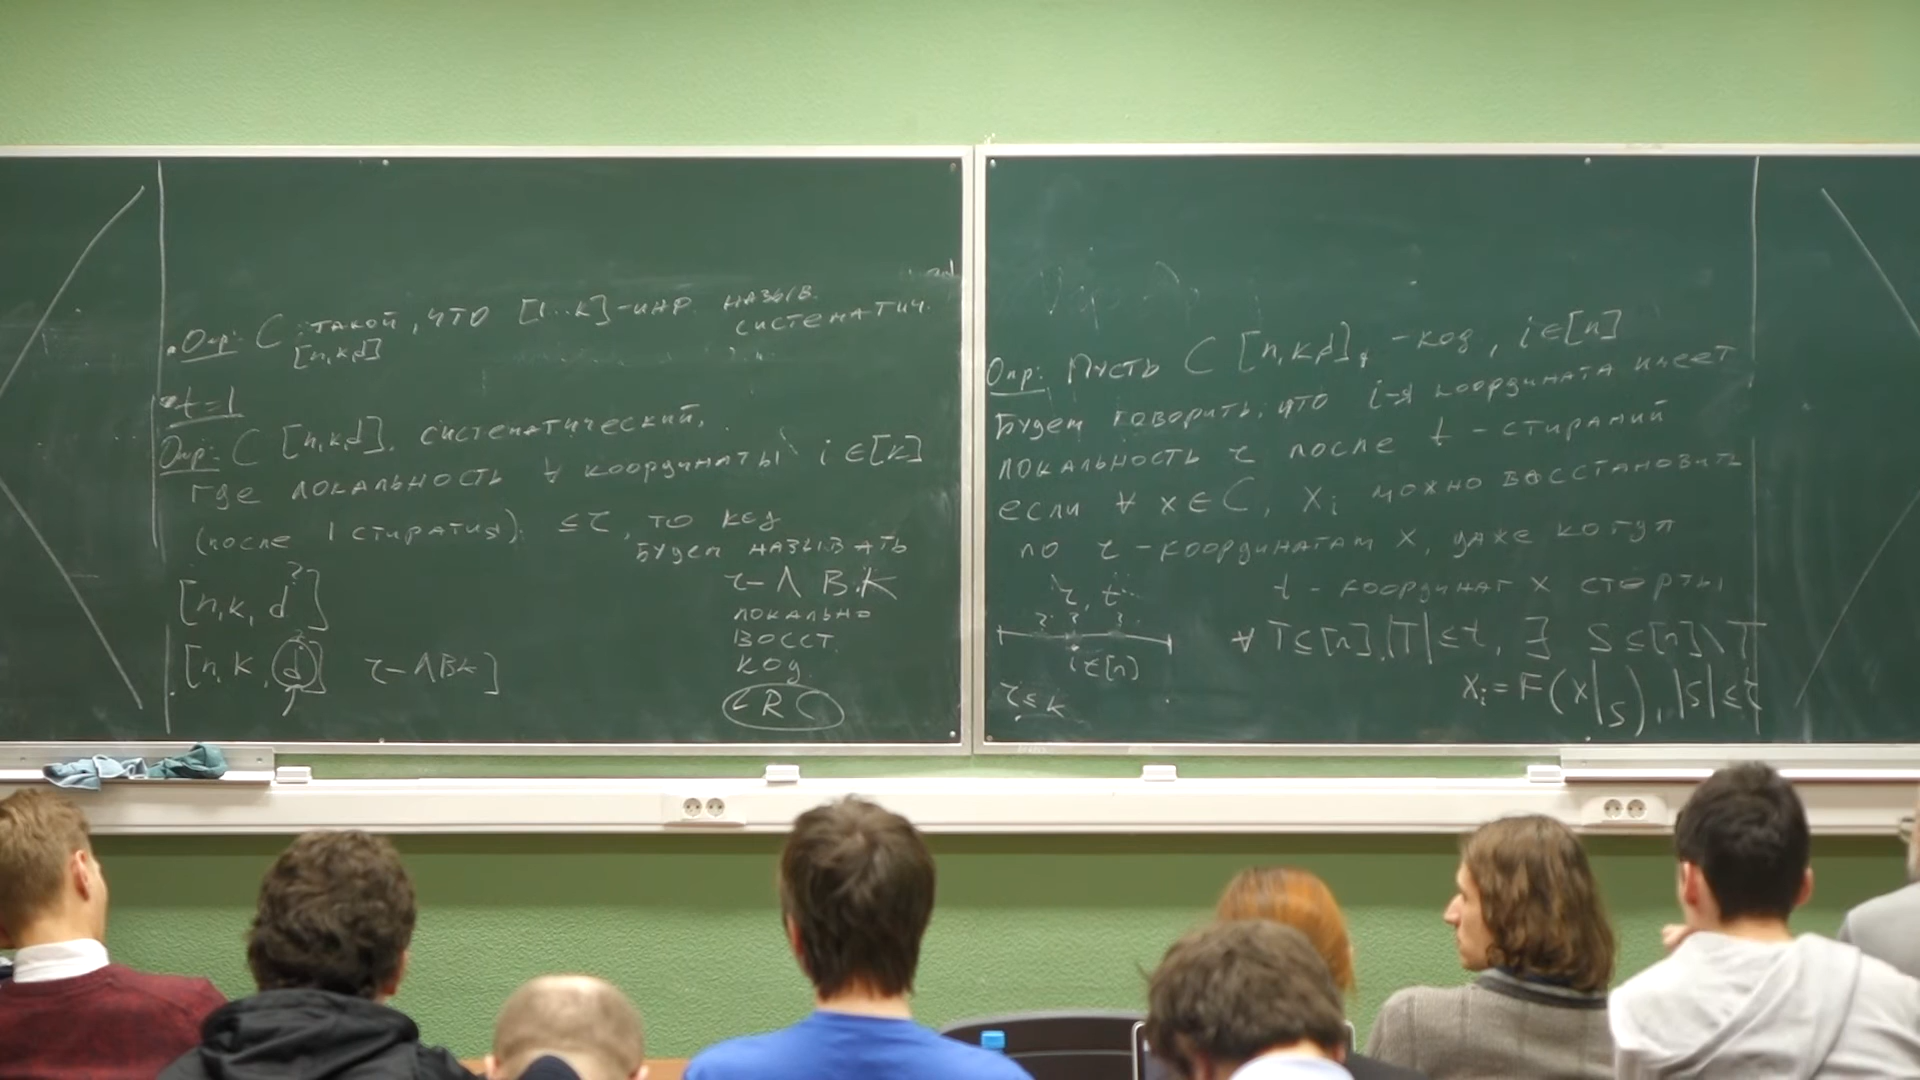 Опр: C такой, что [1..k]-инф. назыв.
[n,k,d] систематич.
t=1
Опр: C [n,k,d], систематический,
где локальность ∀ координаты i∈[k]
(после 1 стирания) ≤ τ, то код
будем называть
[n,k,d]
?
τ-ЛВК
локально
восст.
код
[n,k,d] τ-ЛВК]
?
LRC
Опр: Пусть C [n,k,d], -код, i∈[n]
Будем говорить, что i-я координата имеет
локальность τ после t-стираний
если ∀ x∈C, Xi можно восстановить
по τ-координатам X, даже когда
t-координат X стерты
τ, t
? ? ?
i∈[n]
τ≤k
∀ T⊆[n], |T|≤t, ∃ S⊆[n]\T
Xi=F(X|S), |S|≤τ